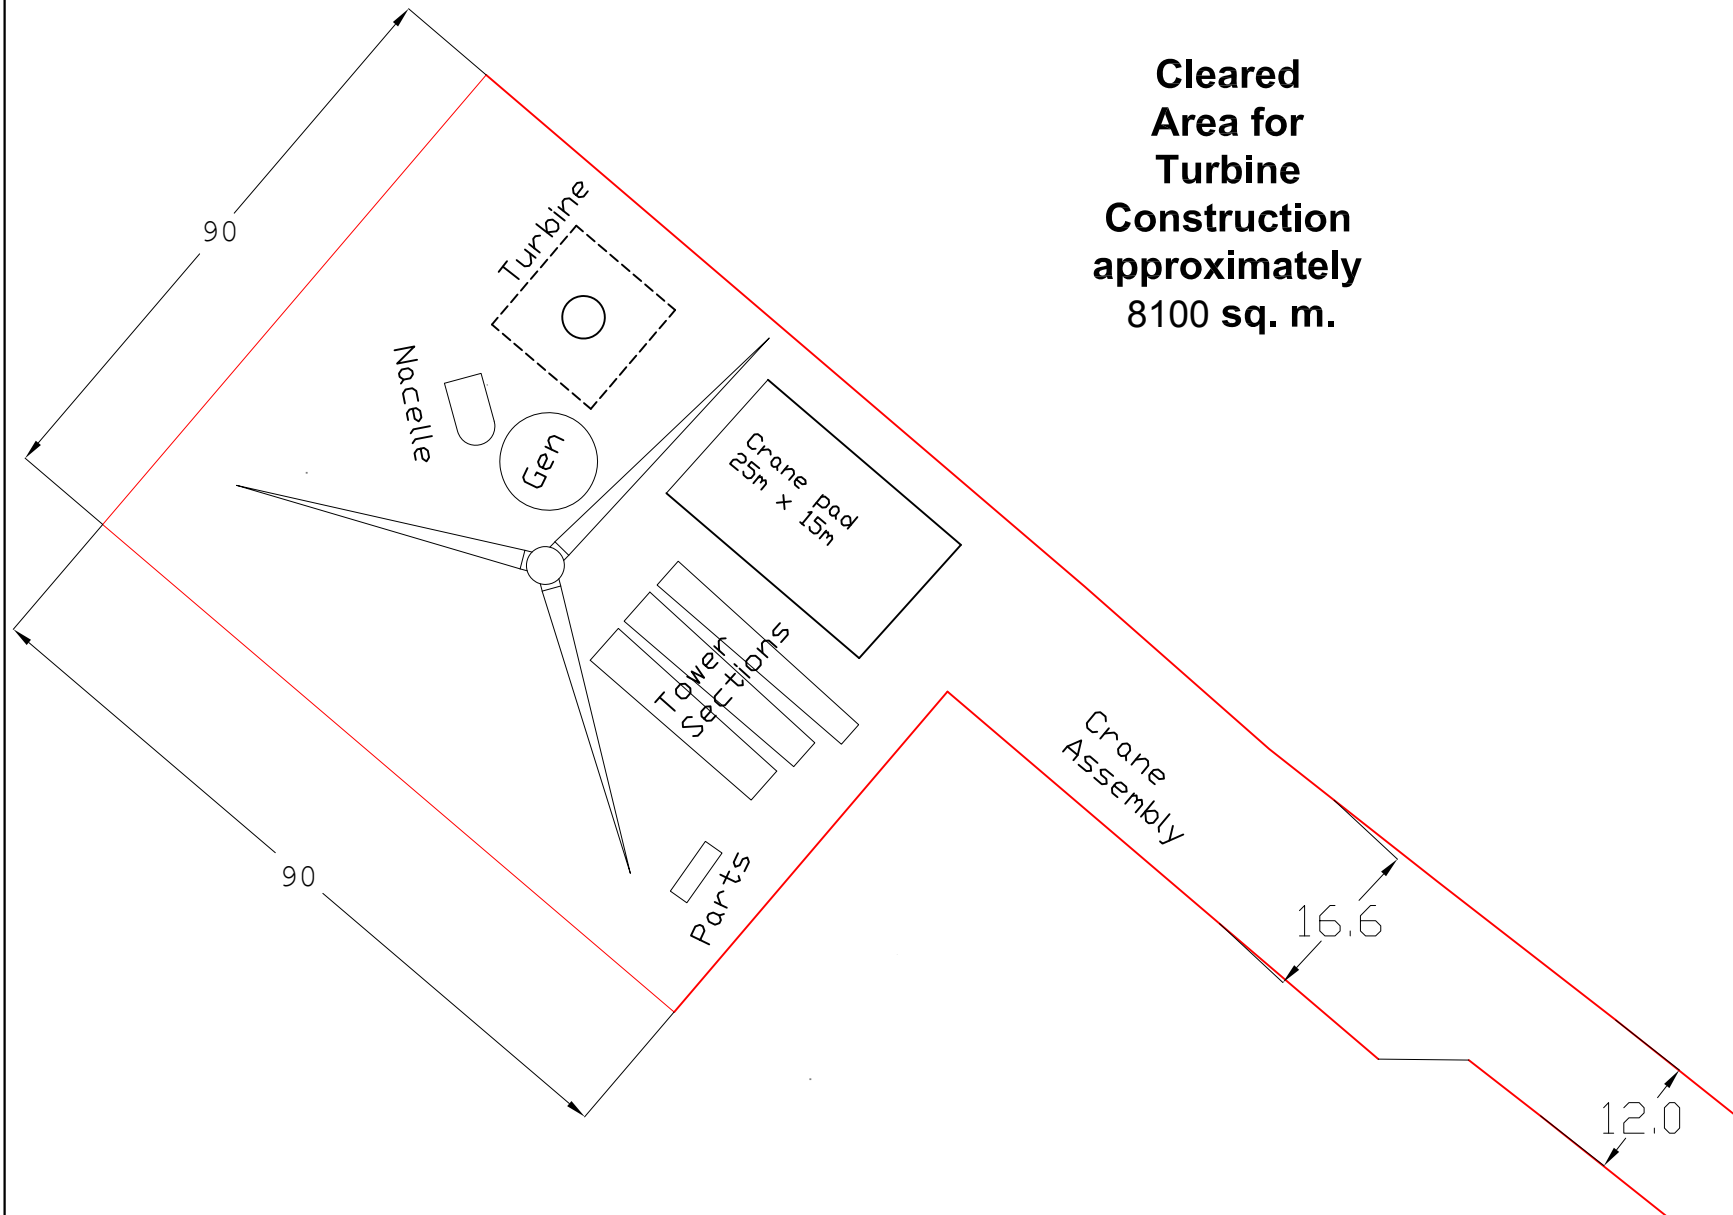 Cleared
Area for
Turbine
Construction
approximately
8100 sq. m.
90
Turbine
Nacelle
Gen
Crane pad
25m x 15m
Tower
Sections
Parts
90
Crane
Assembly
16.6
12.0